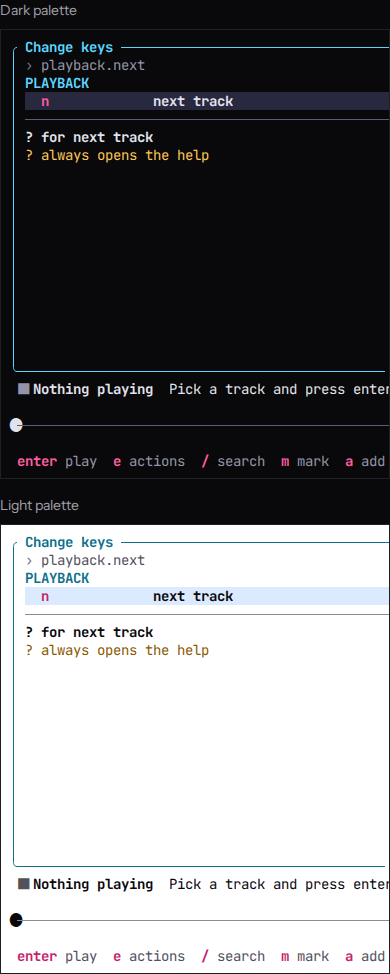 Dark palette
Change keys
› playback.next
PLAYBACK
n next track
? for next track
? always opens the help
Nothing playing Pick a track and press enter
enter play e actions / search m mark a add
Light palette
Change keys
› playback.next
PLAYBACK
n next track
? for next track
? always opens the help
Nothing playing Pick a track and press enter
enter play e actions / search m mark a add